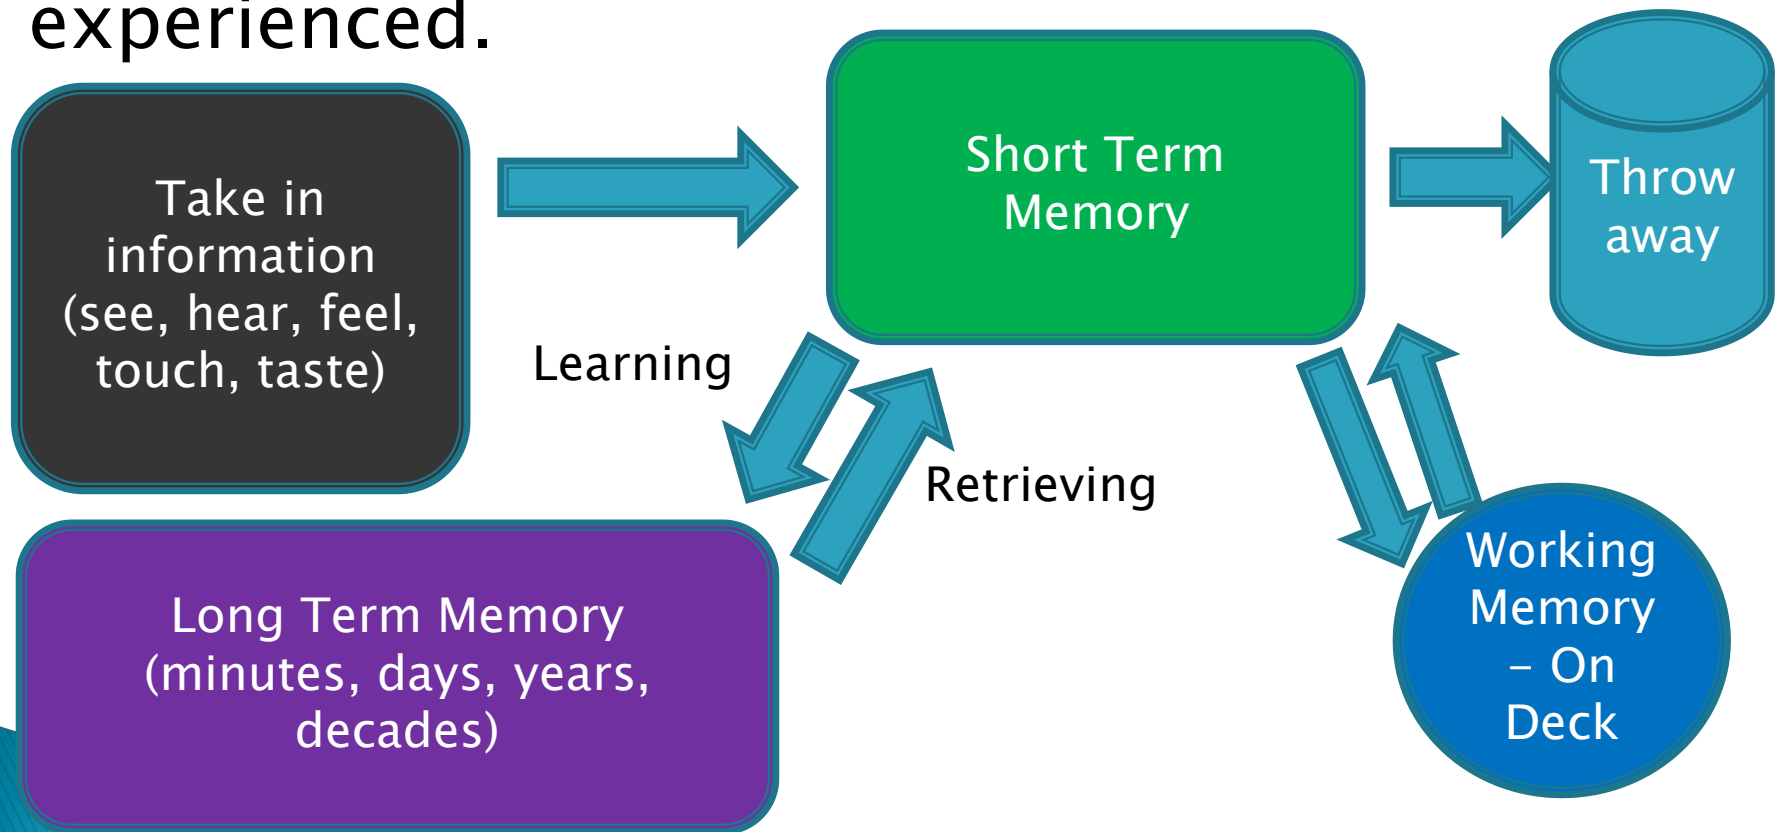 experienced.
Take in
information
(see, hear, feel,
touch, taste)
Short Term
Memory
Throw
away
Learning
Retrieving
Long Term Memory
(minutes, days, years,
decades)
Working
Memory
– On
Deck